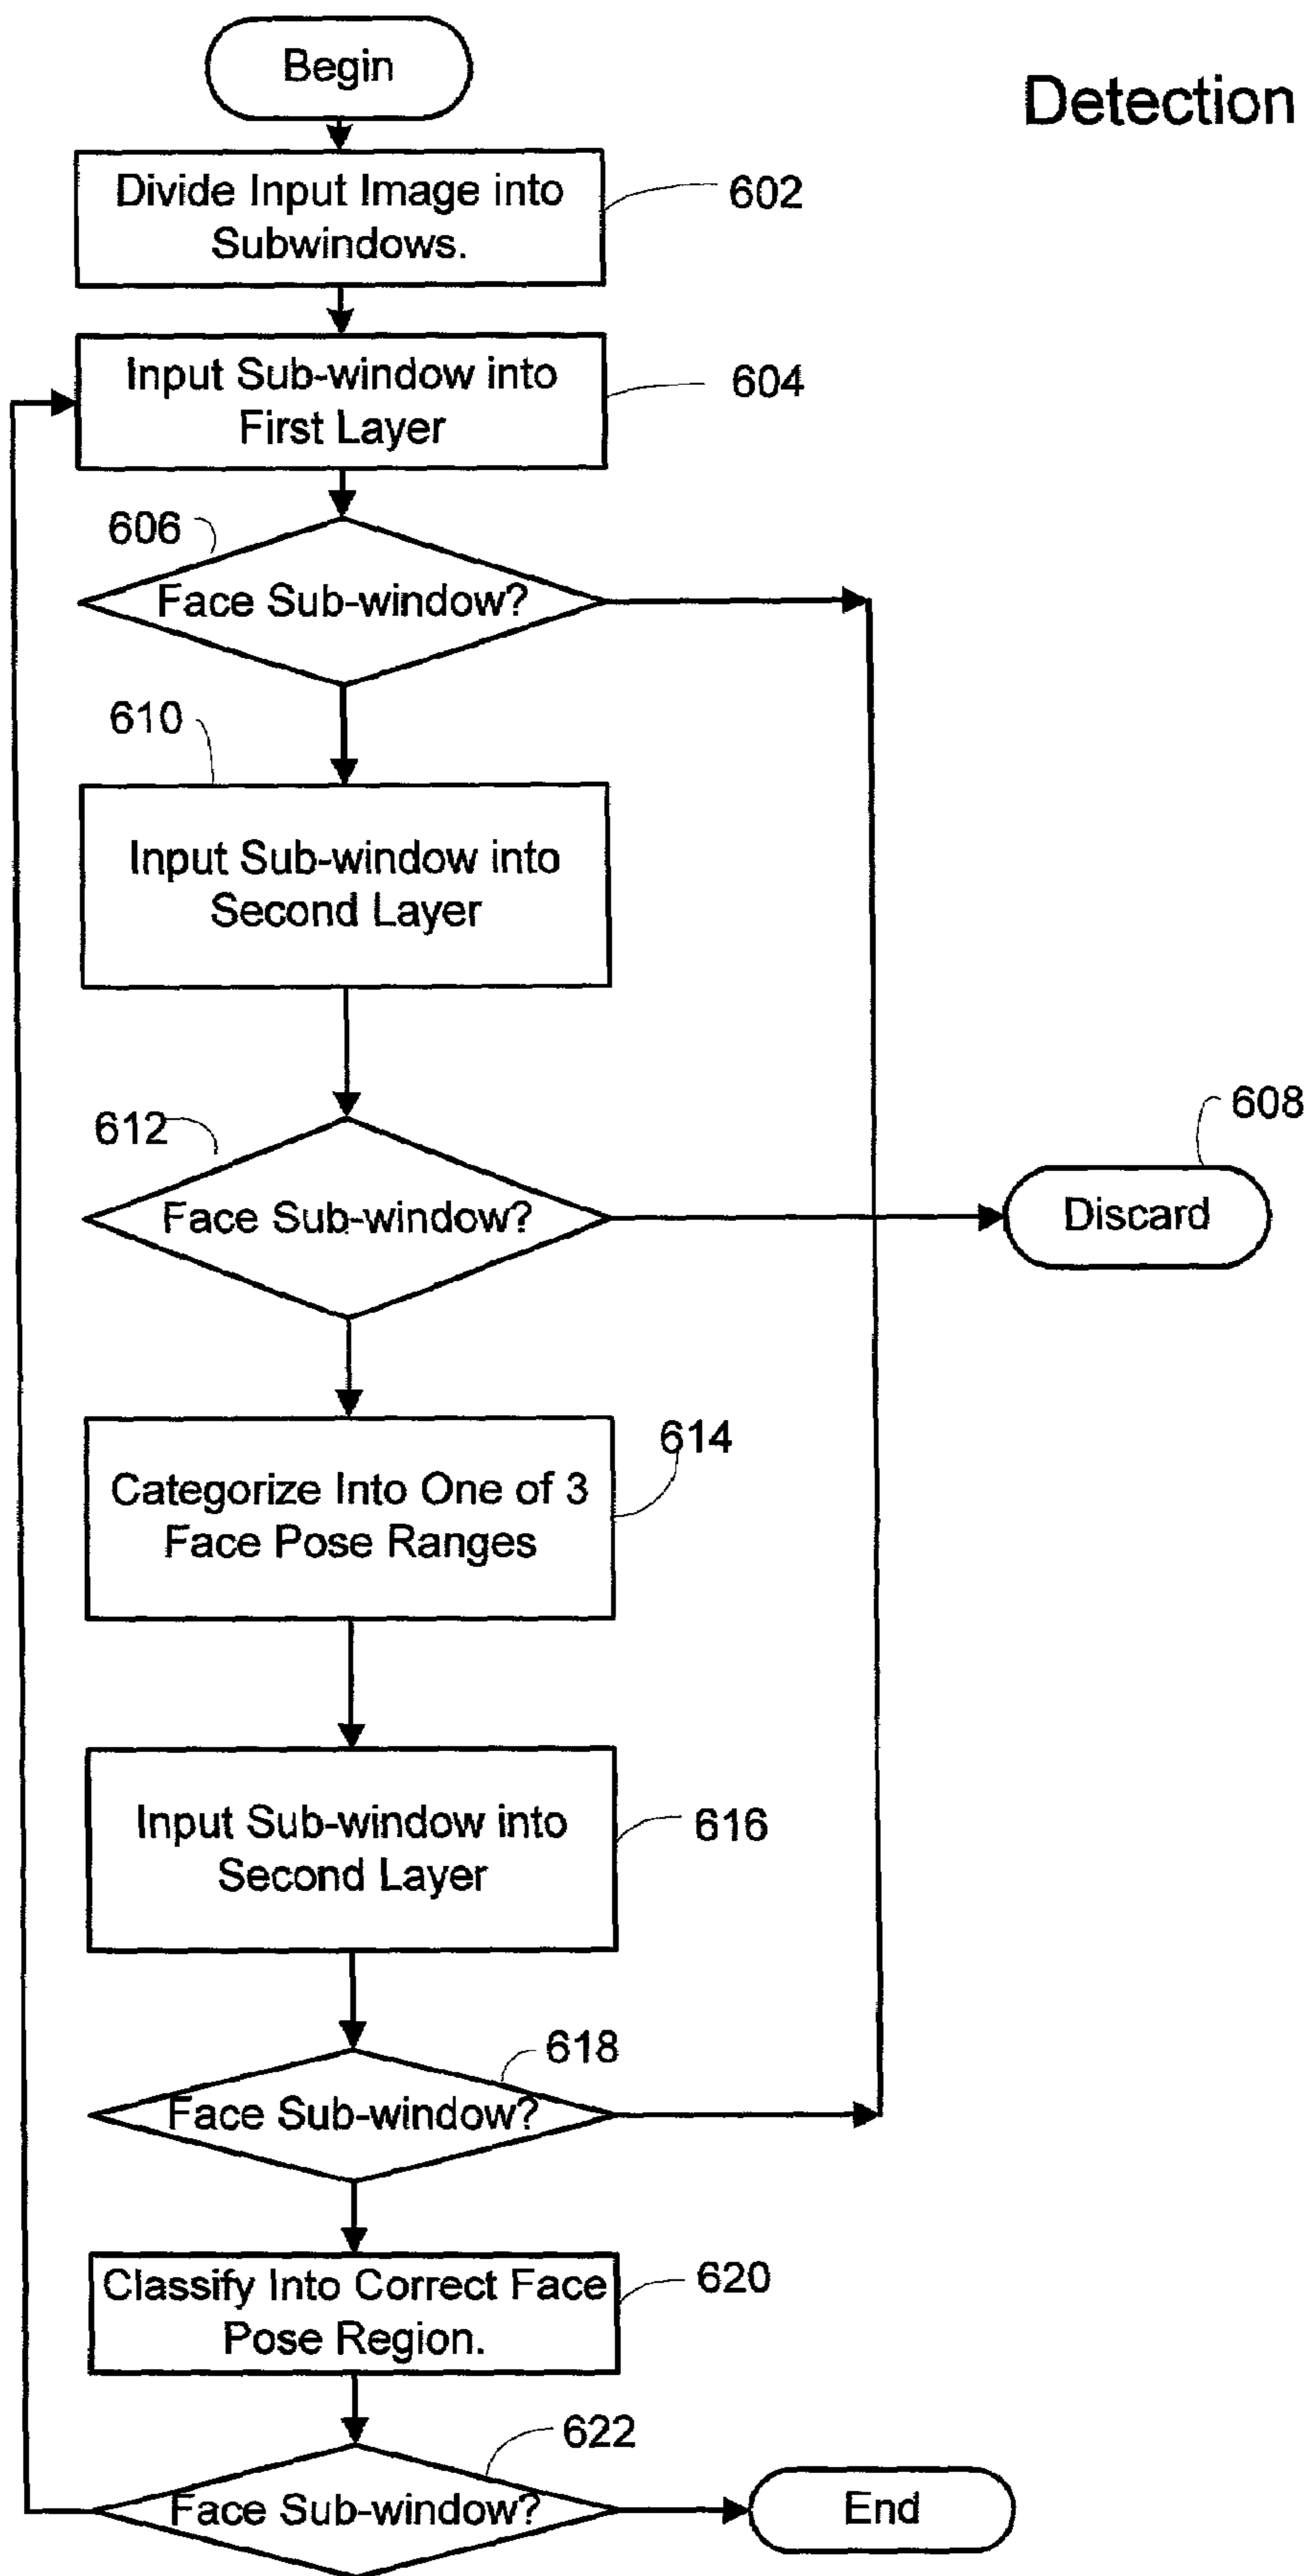 Begin
Detection
Divide Input Image into
Subwindows.
602
Input Sub-window into
First Layer
604
606
Face Sub-window?
610
Input Sub-window into
Second Layer
612
Face Sub-window?
608
Discard
614
Categorize Into One of 3
Face Pose Ranges
Input Sub-window into
Second Layer
616
618
Face Sub-window?
Classify Into Correct Face
Pose Region.
620
622
Face Sub-window?
End